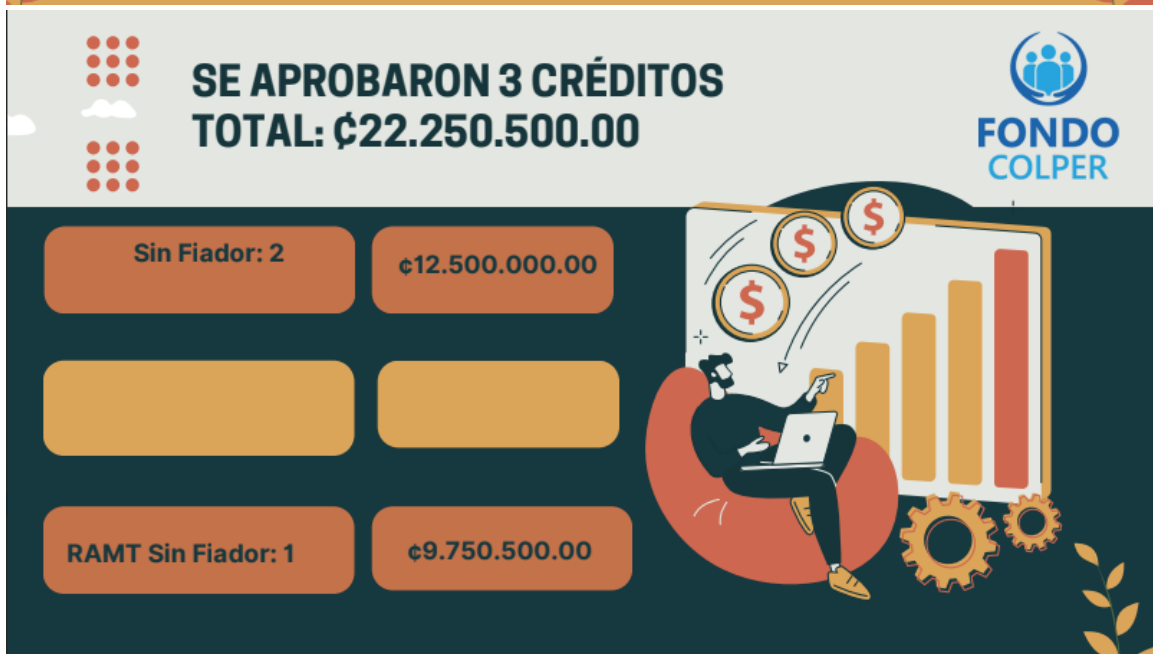 SE APROBARON 3 CRÉDITOS
TOTAL: ₵22.250.500.00
FONDO
COLPER
$
$
$
Sin Fiador: 2
¢12.500.000.00
RAMT Sin Fiador: 1
¢9.750.500.00